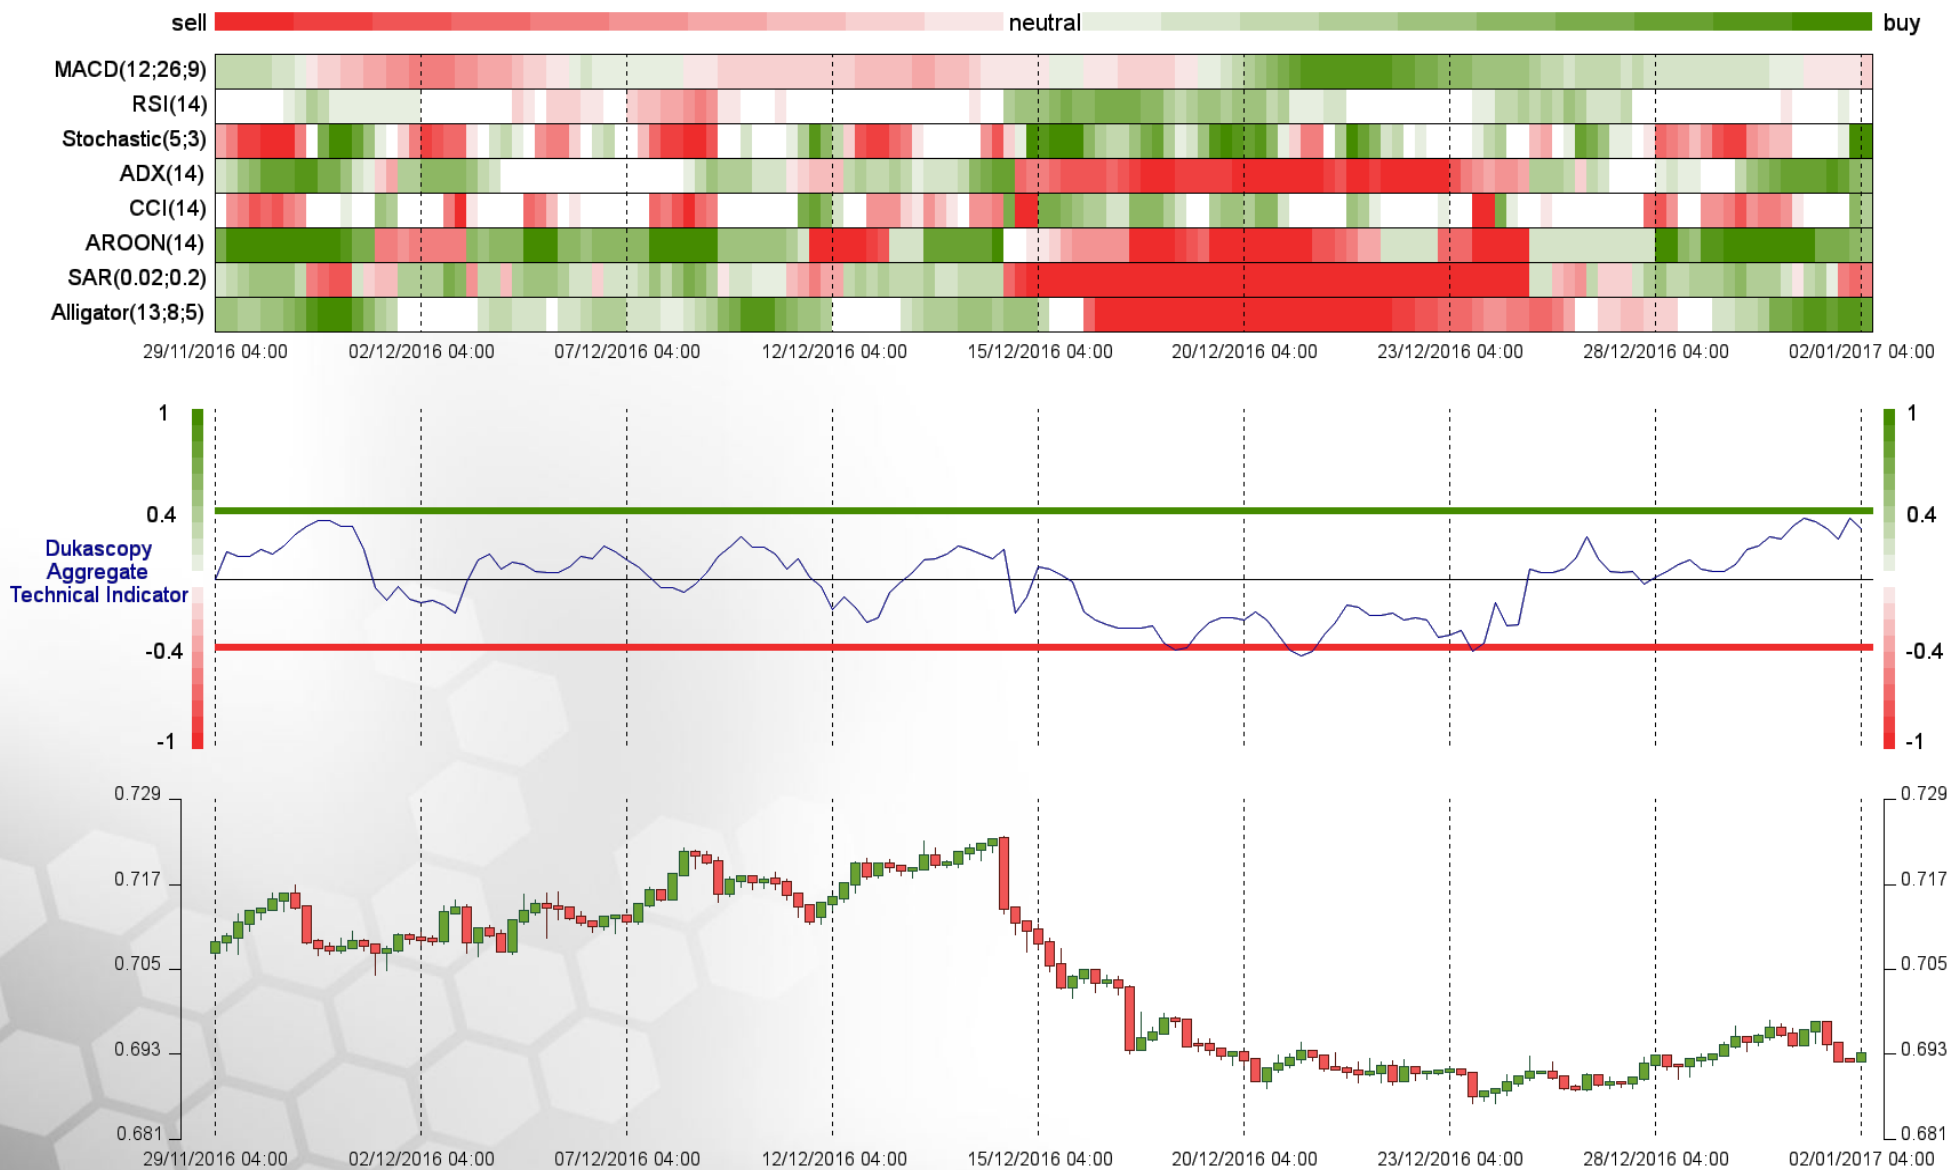 sell neutral buy
MACD(12;26;9)
RSI(14)
Stochastic(5;3)
ADX(14)
CCI(14)
AROON(14)
SAR(0.02;0.2)
Alligator(13;8;5)
29/11/2016 04:00 02/12/2016 04:00 07/12/2016 04:00 12/12/2016 04:00 15/12/2016 04:00 20/12/2016 04:00 23/12/2016 04:00 28/12/2016 04:00 02/01/2017 04:00
1 1
0.4 0.4
Dukascopy
Aggregate
Technical Indicator
-0.4 -0.4
-1 -1
0.729 0.729
0.717 0.717
0.705 0.705
0.693 0.693
0.681 0.681
29/11/2016 04:00 02/12/2016 04:00 07/12/2016 04:00 12/12/2016 04:00 15/12/2016 04:00 20/12/2016 04:00 23/12/2016 04:00 28/12/2016 04:00 02/01/2017 04:00